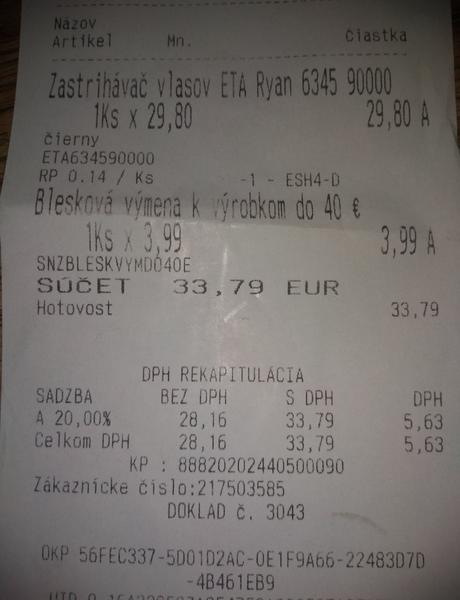 Názov
Artikel Mn. Čiastka
Zastrihávač vlasov ETA Ryan 6345 90000
1Ks x 29,80 29,80 A
čierny
ETA634590000
RP 0.14 / Ks -1 - ESH4-D
Blesková výmena k výrobkom do 40 €
1Ks x 3,99 3,99 A
SNZBLESKVYMDO40E
SÚČET 33,79 EUR
Hotovost 33,79
DPH REKAPITULÁCIA
SADZBA BEZ DPH S DPH DPH
A 20,00% 28,16 33,79 5,63
Celkom DPH 28,16 33,79 5,63
KP : 88820202440500090
Zákaznícke číslo:217503585
DOKLAD č. 3043
OKP 56FEC337-5D01D2AC-0E1F9A66-22483D7D
-4B461EB9